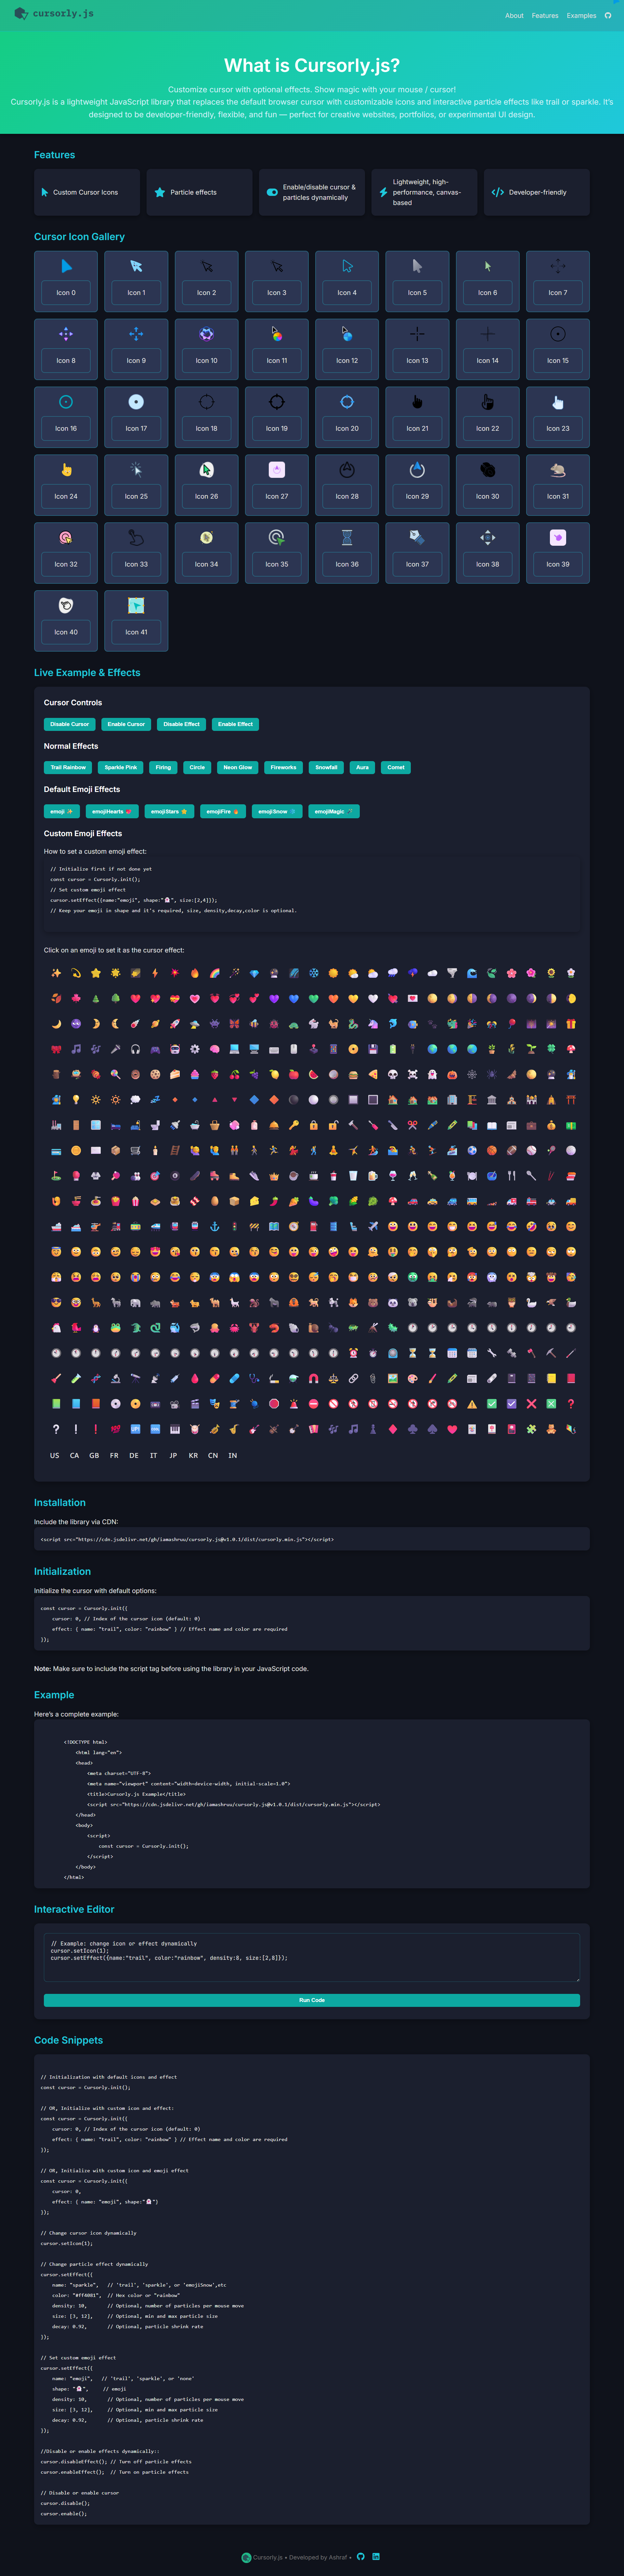 cursorly.js
About Features Examples
What is Cursorly.js?
Customize cursor with optional effects. Show magic with your mouse / cursor!
Cursorly.js is a lightweight JavaScript library that replaces the default browser cursor with customizable icons and interactive particle effects like trail or sparkle. It's
designed to be developer-friendly, flexible, and fun — perfect for creative websites, portfolios, or experimental UI design.
Features
Custom Cursor Icons
Particle effects
Enable/disable cursor &
particles dynamically
Lightweight, high-
performance, canvas-
based
Developer-friendly
Cursor Icon Gallery
Icon 0 Icon 1 Icon 2 Icon 3 Icon 4 Icon 5 Icon 6 Icon 7
Icon 8 Icon 9 Icon 10 Icon 11 Icon 12 Icon 13 Icon 14 Icon 15
Icon 16 Icon 17 Icon 18 Icon 19 Icon 20 Icon 21 Icon 22 Icon 23
Icon 24 Icon 25 Icon 26 Icon 27 Icon 28 Icon 29 Icon 30 Icon 31
Icon 32 Icon 33 Icon 34 Icon 35 Icon 36 Icon 37 Icon 38 Icon 39
Icon 40 Icon 41
Live Example & Effects
Cursor Controls
Disable Cursor Enable Cursor Disable Effect Enable Effect
Normal Effects
Trail Rainbow Sparkle Pink Firing Circle Neon Glow Fireworks Snowfall Aura Comet
Default Emoji Effects
emoji ✨ emojiHearts 💖 emojiStars ⭐ emojiFire 🔥 emojiSnow ❄️ emojiMagic
Custom Emoji Effects
How to set a custom emoji effect:
// Initialize first if not done yet
const cursor = Cursorly.init();
// Set custom emoji effect
cursor.setEffect({name:"emoji", shape:"👻", size:[2,4]});
// Keep your emoji in shape and it's required, size, density,decay,color is optional.
Click on an emoji to set it as the cursor effect:
US CA GB FR DE IT JP KR CN IN
Installation
Include the library via CDN:
<script src="https://cdn.jsdelivr.net/gh/iamashruu/cursorly.js@v1.0.1/dist/cursorly.min.js"></script>
Initialization
Initialize the cursor with default options:
const cursor = Cursorly.init({
cursor: 0, // Index of the cursor icon (default: 0)
effect: { name: "trail", color: "rainbow" } // Effect name and color are required
});
Note: Make sure to include the script tag before using the library in your JavaScript code.
Example
Here's a complete example:
<!DOCTYPE html>
<html lang="en">
<head>
<meta charset="UTF-8">
<meta name="viewport" content="width=device-width, initial-scale=1.0">
<title>Cursorly.js Example</title>
<script src="https://cdn.jsdelivr.net/gh/iamashruu/cursorly.js@v1.0.1/dist/cursorly.min.js"></script>
</head>
<body>
<script>
const cursor = Cursorly.init();
</script>
</body>
</html>
Interactive Editor
// Example: change icon or effect dynamically
cursor.setIcon(1);
cursor.setEffect({name:"trail", color:"rainbow", density:8, size:[2,8]});
Run Code
Code Snippets
// Initialization with default icons and effect
const cursor = Cursorly.init();
// OR, Initialize with custom icon and effect:
const cursor = Cursorly.init({
cursor: 0, // Index of the cursor icon (default: 0)
effect: { name: "trail", color: "rainbow" } // Effect name and color are required
});
// OR, Initialize with custom icon and emoji effect
const cursor = Cursorly.init({
cursor: 0,
effect: { name: "emoji", shape:"👻"}
});
// Change cursor icon dynamically
cursor.setIcon(1);
// Change particle effect dynamically
cursor.setEffect({
name: "sparkle", // 'trail', 'sparkle', or 'emojiSnow',etc
color: "#ff4081", // Hex color or "rainbow"
density: 10, // Optional, number of particles per mouse move
size: [3, 12], // Optional, min and max particle size
decay: 0.92, // Optional, particle shrink rate
});
// Set custom emoji effect
cursor.setEffect({
name: "emoji", // 'trail', 'sparkle', or 'none'
shape: "👻", // emoji
density: 10, // Optional, number of particles per mouse move
size: [3, 12], // Optional, min and max particle size
decay: 0.92, // Optional, particle shrink rate
});
//Disable or enable effects dynamically::
cursor.disableEffect(); // Turn off particle effects
cursor.enableEffect(); // Turn on particle effects
// Disable or enable cursor
cursor.disable();
cursor.enable();
Cursorly.js • Developed by Ashraf •